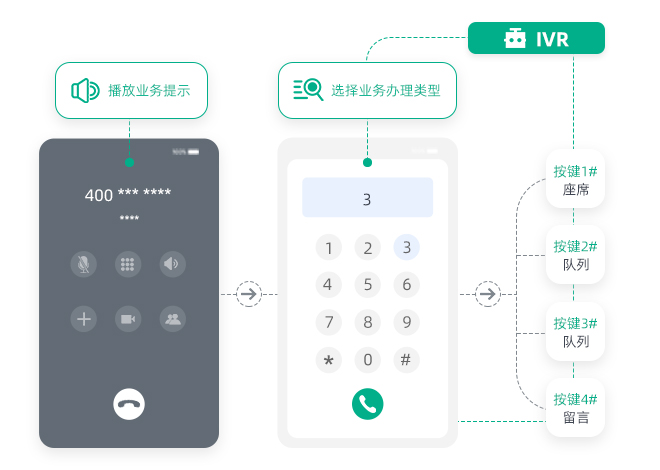 IVR
播放业务提示
选择业务办理类型
400 *** ****
****
3
1 2 3
4 5 6
7 8 9
* 0 #
按键1#
座席
按键2#
队列
按键3#
队列
按键4#
留言